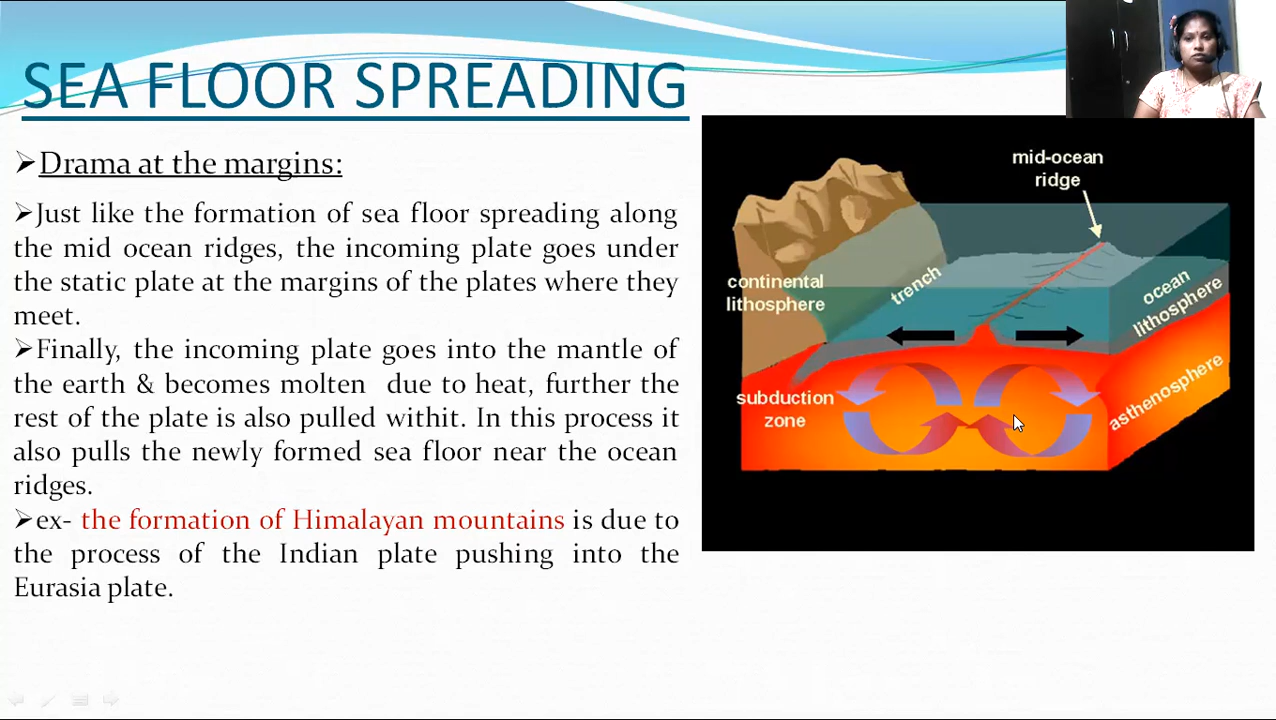 SEA FLOOR SPREADING
➢Drama at the margins:
➢Just like the formation of sea floor spreading along
the mid ocean ridges, the incoming plate goes under
the static plate at the margins of the plates where they
meet.
➢Finally, the incoming plate goes into the mantle of
the earth & becomes molten due to heat, further the
rest of the plate is also pulled withit. In this process it
also pulls the newly formed sea floor near the ocean
ridges.
➢ex- the formation of Himalayan mountains is due to
the process of the Indian plate pushing into the
Eurasia plate.
mid-ocean
ridge
continental
lithosphere
trench
ocean
lithosphere
subduction
zone
asthenosphere